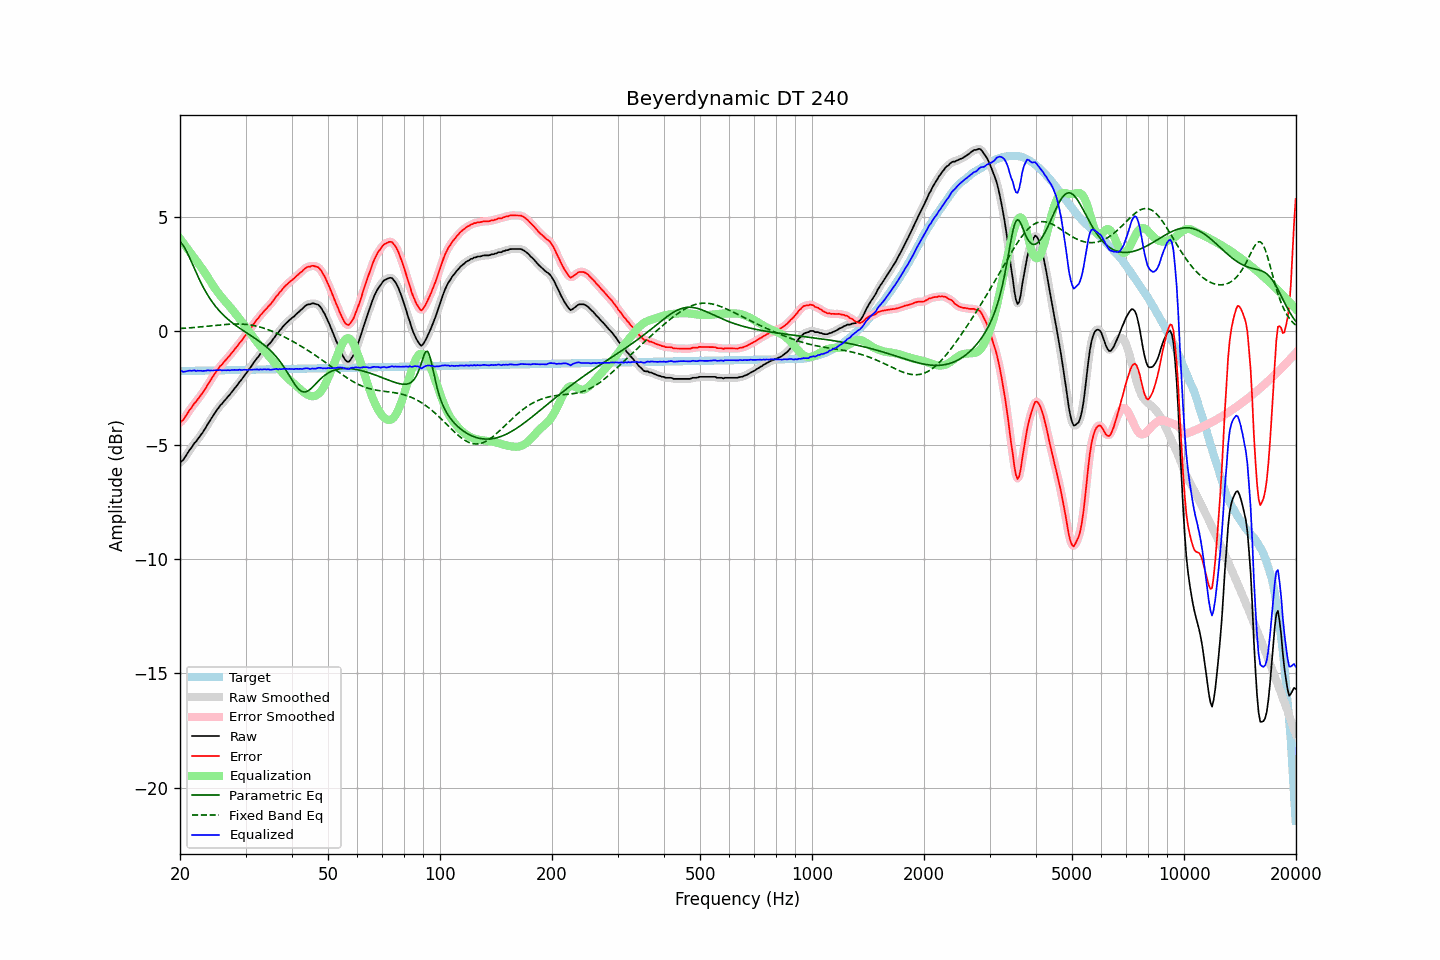 Beyerdynamic DT 240
Amplitude (dBr)
5
0
−5
−10
−15
−20
Target
Raw Smoothed
Error Smoothed
Raw
Error
Equalization
Parametric Eq
Fixed Band Eq
Equalized
20 50 100 200 500 1000 2000 5000 10000 20000
Frequency (Hz)